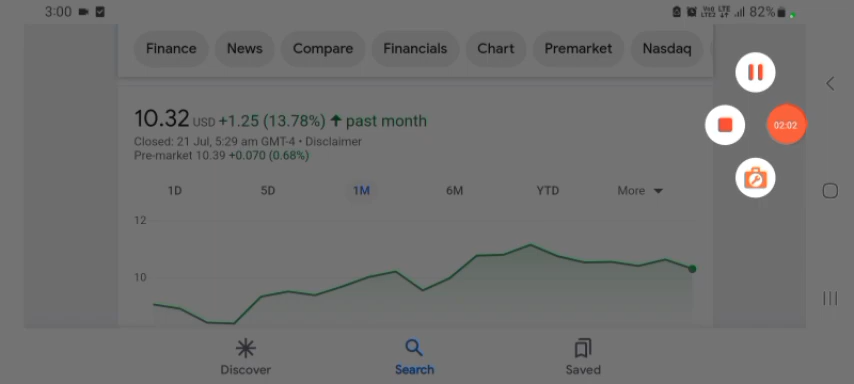 3:00 82%
Finance News Compare Financials Chart Premarket Nasdaq
10.32 USD +1.25 (13.78%) ↑ past month
Closed: 21 Jul, 5:29 am GMT-4 • Disclaimer
Pre-market 10.39 +0.070 (0.68%)
1D 5D 1M 6M YTD More
12
10
02:02
Discover Search Saved